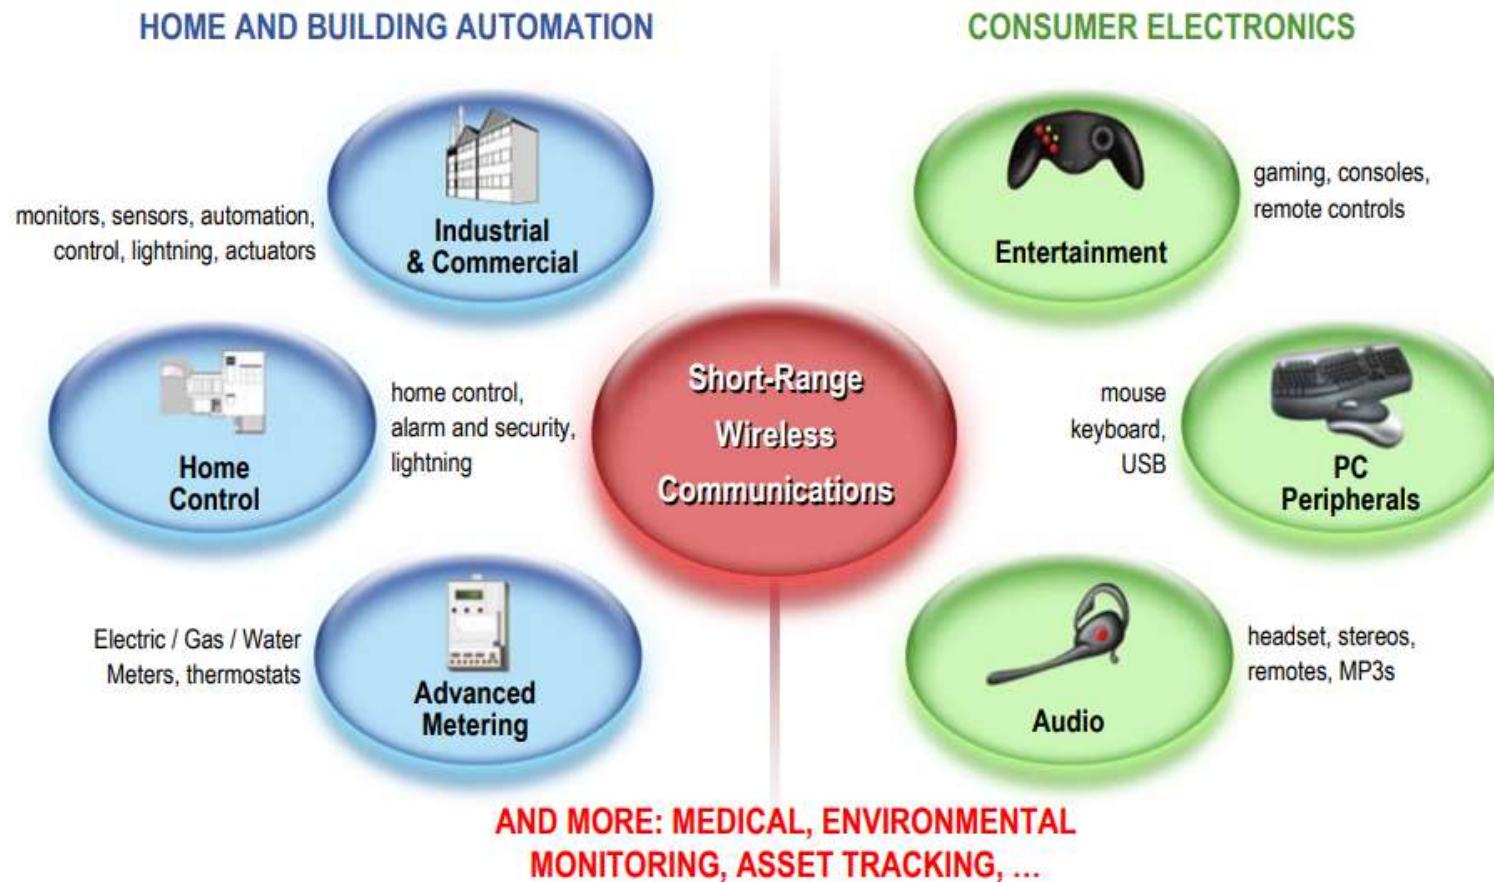 HOME AND BUILDING AUTOMATION
CONSUMER ELECTRONICS
monitors, sensors, automation,
control, lightning, actuators
Industrial
& Commercial
home control,
alarm and security,
lightning
Home
Control
Electric / Gas / Water
Meters, thermostats
Advanced
Metering
Short-Range
Wireless
Communications
Entertainment
gaming, consoles,
remote controls
mouse
keyboard,
USB
PC
Peripherals
Audio
headset, stereos,
remotes, MP3s
AND MORE: MEDICAL, ENVIRONMENTAL
MONITORING, ASSET TRACKING, ...